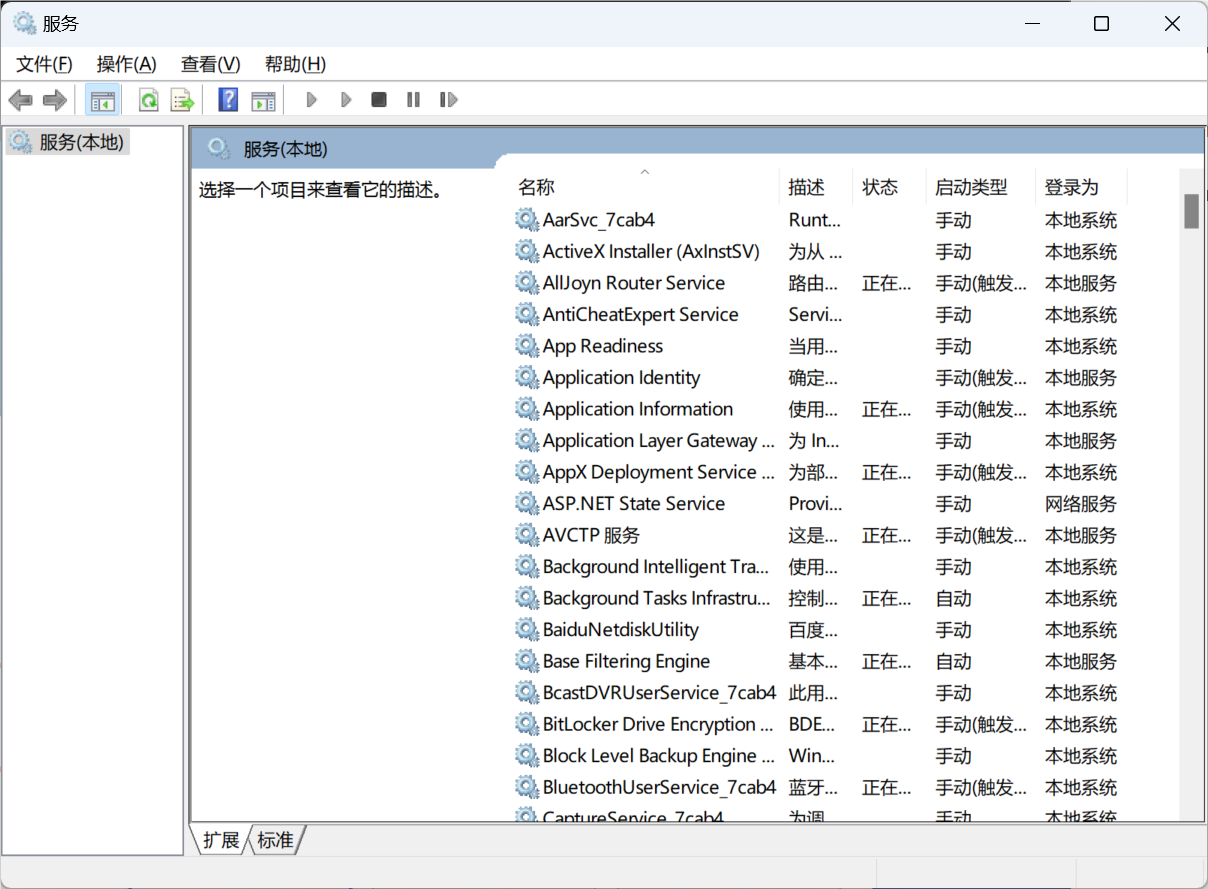 服务
文件(F) 操作(A) 查看(V) 帮助(H)
服务(本地)
服务(本地)
选择一个项目来查看它的描述。
名称 描述 状态 启动类型 登录为
AarSvc_7cab4 Runt... 手动 本地系统
ActiveX Installer (AxInstSV) 为从 ... 手动 本地系统
AllJoyn Router Service 路由... 正在... 手动(触发... 本地服务
AntiCheatExpert Service Servi... 手动 本地系统
App Readiness 当用... 手动 本地系统
Application Identity 确定... 手动(触发... 本地服务
Application Information 使用... 正在... 手动(触发... 本地系统
Application Layer Gateway ... 为 In... 手动 本地服务
AppX Deployment Service ... 为部... 正在... 手动(触发... 本地系统
ASP.NET State Service Provi... 手动 网络服务
AVCTP 服务 这是... 正在... 手动(触发... 本地服务
Background Intelligent Tra... 使用... 手动 本地系统
Background Tasks Infrastru... 控制... 正在... 自动 本地系统
BaiduNetdiskUtility 百度... 手动 本地系统
Base Filtering Engine 基本... 正在... 自动 本地服务
BcastDVRUserService_7cab4 此用... 手动 本地系统
BitLocker Drive Encryption ... BDE... 正在... 手动(触发... 本地系统
Block Level Backup Engine ... Win... 手动 本地系统
BluetoothUserService_7cab4 蓝牙... 正在... 手动(触发... 本地系统
CaptureService_7cab4 为调... 手动 本地系统
扩展 标准